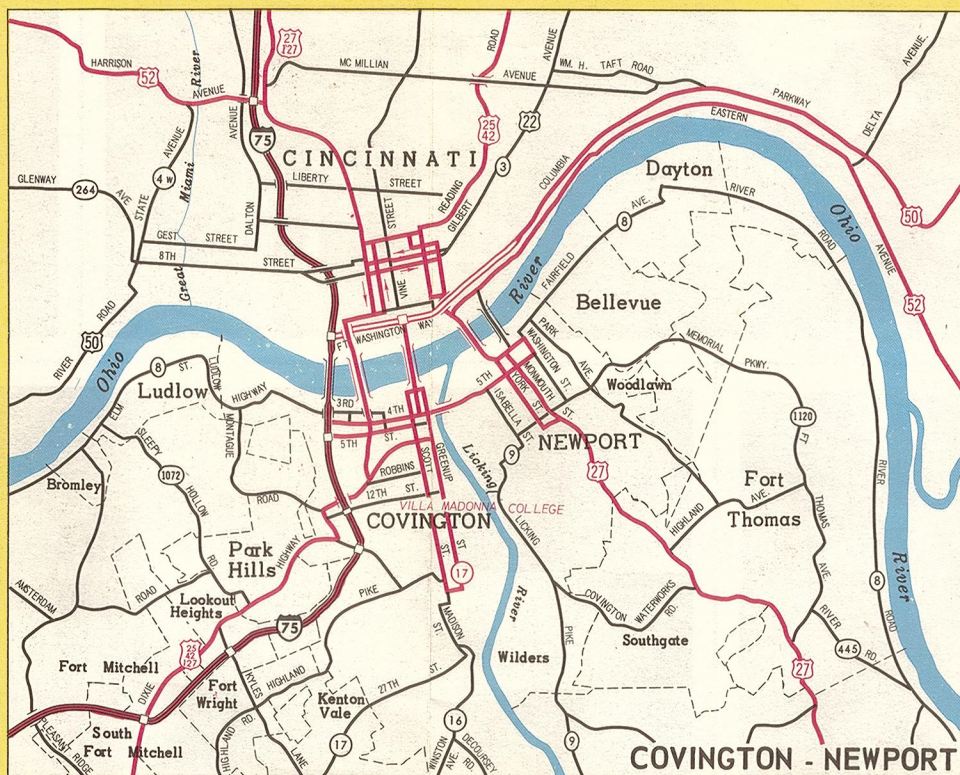 27
127
HARRISON
52
AVENUE
River
MC MILLIAN
AVENUE
ROAD
AVENUE
WM. H. TAFT ROAD
AVENUE.
PARKWAY
EASTERN
DELTA
AVENUE
AVENUE
75
25
42
22
CINCINNATI
3
COLUMBIA
Dayton
GLENWAY
264
AVE.
4 W
Miami
STATE
LIBERTY STREET
READING
GILBERT
STREET
DALTON
RIVER
ROAD
8
AVE.
FAIRFIELD
Ohio
50
GEST STREET
8TH STREET
Great
VINE
River
Bellevue
AVENUE
52
ROAD
50
RIVER
Ohio
FT.
WASHINGTON WAY
PARK
AVE.
WASHINGTON ST.
MONMOUTH ST.
YORK ST.
5TH
ISABELLA ST.
MEMORIAL PKWY.
Woodlawn
8
ST.
ELM
Ludlow
LUDLOW
HIGHWAY
MONTAGUE
ROAD
3RD
4TH
5TH ST.
NEWPORT
9
27
1120
FT.
THOMAS
AVE.
SLEEPY
1072
HOLLOW
RD.
Bromley
ROBBINS
12TH ST.
SCOTT
ST.
GREENUP
ST.
Licking
River
VILLA MADONNA COLLEGE
COVINGTON
LICKING
PIKE
Fort
Thomas
HIGHLAND AVE.
RIVER
ROAD
8
River
Park
Hills
HIGHWAY
Lookout
Heights
AMSTERDAM
ROAD
PIKE
17
MADISON
ST.
COVINGTON
WATERWORKS
RD.
Southgate
Wilders
RIVER
445
RD.
27
75
25
42
127
DIXIE
Fort Mitchell
Fort
Wright
KYLES
LANE
HIGHLAND
HIGHLAND
RD.
Kenton
Vale
27TH ST.
17
16
WINSTON
AVE.
DECOURSEY
RD.
9
South
Fort Mitchell
PLEASANT RIDGE
COVINGTON - NEWPORT